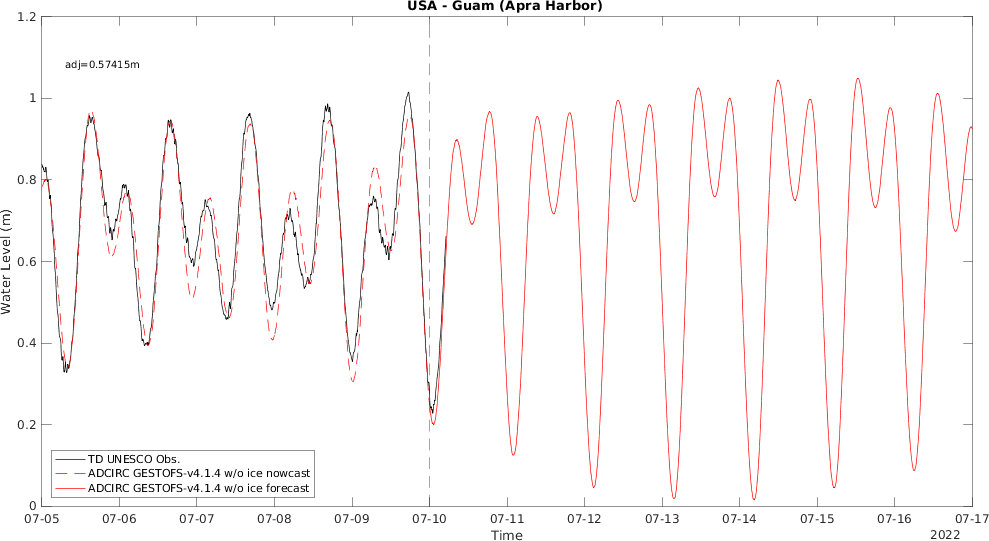 USA - Guam (Apra Harbor)
1.2
adj=0.57415m
1
0.8
Water Level (m)
0.6
0.4
0.2
TD UNESCO Obs.
ADCIRC GESTOFS-v4.1.4 w/o ice nowcast
ADCIRC GESTOFS-v4.1.4 w/o ice forecast
0
07-05 07-06 07-07 07-08 07-09 07-10 07-11 07-12 07-13 07-14 07-15 07-16 07-17
Time
2022